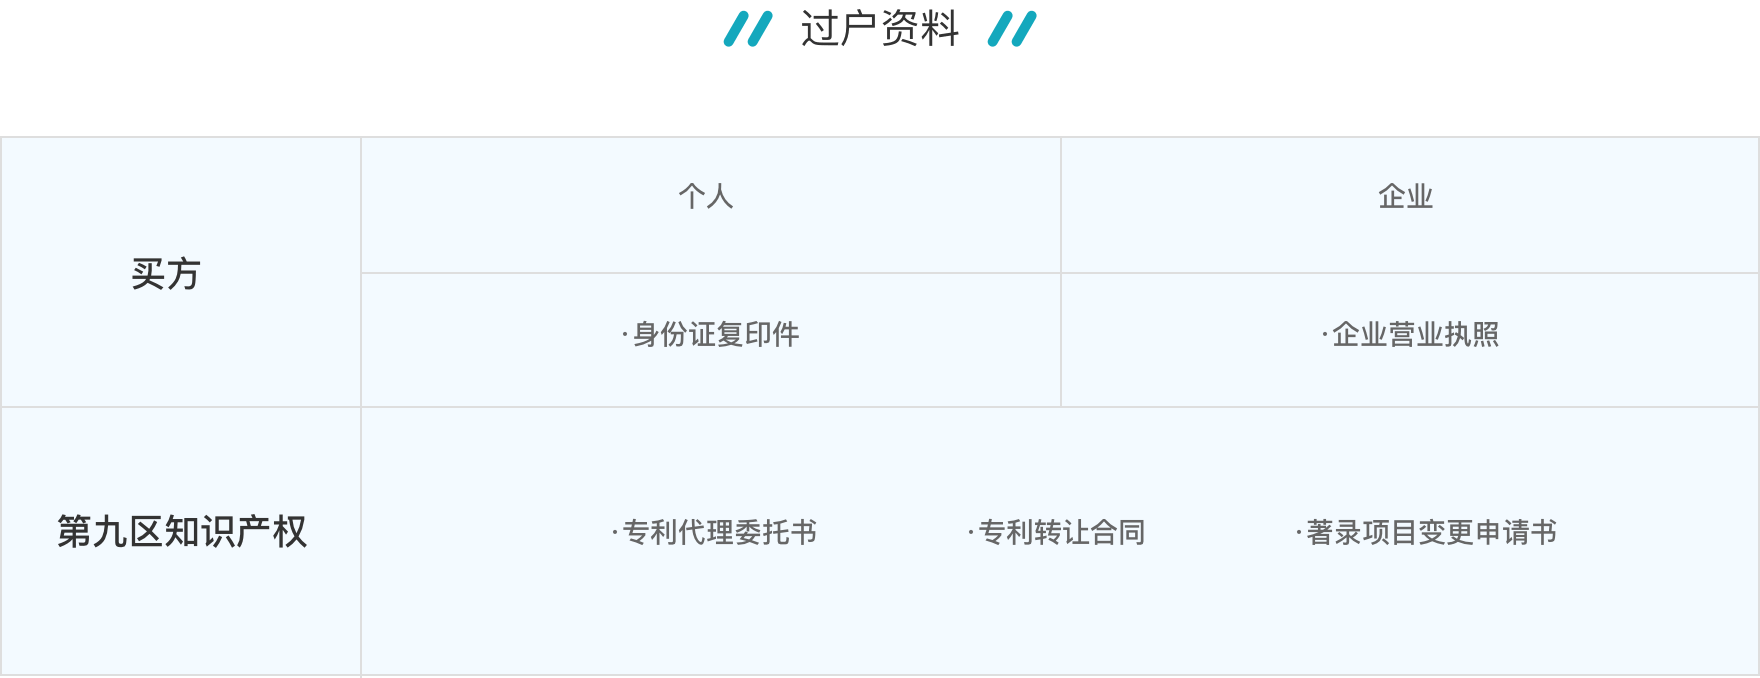 过户资料
个人
企业
买方
·身份证复印件
·企业营业执照
第九区知识产权
·专利代理委托书
·专利转让合同
·著录项目变更申请书